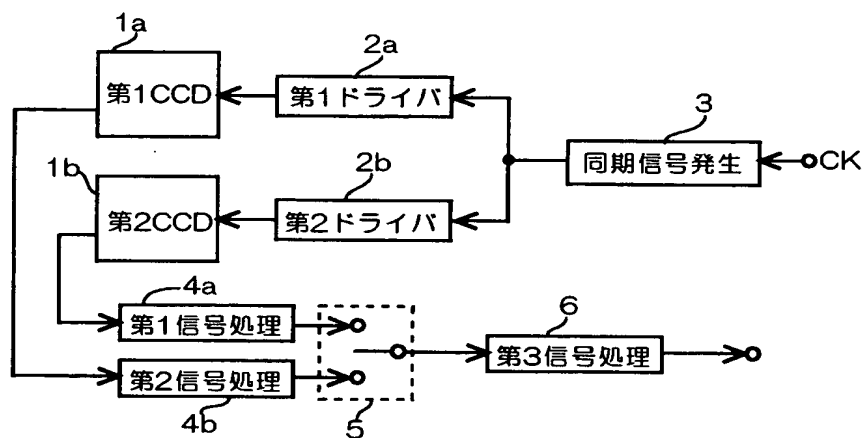 1a
第1CCD
2a
第1ドライバ
3
同期信号発生
CK
1b
第2CCD
2b
第2ドライバ
4a
第1信号処理
6
第3信号処理
第2信号処理
4b
5